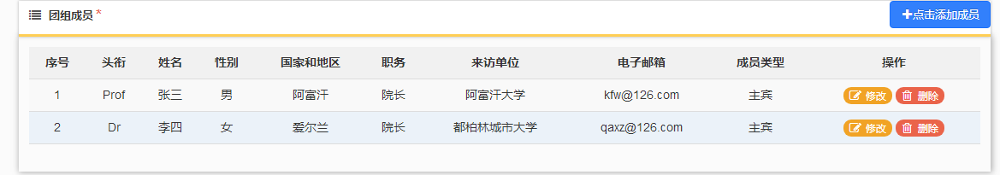 团组成员 *
点击添加成员
序号 头衔 姓名 性别 国家和地区 职务 来访单位 电子邮箱 成员类型 操作
1 Prof 张三 男 阿富汗 院长 阿富汗大学 kfw@126.com 主宾 修改 删除
2 Dr 李四 女 爱尔兰 院长 都柏林城市大学 qaxz@126.com 主宾 修改 删除